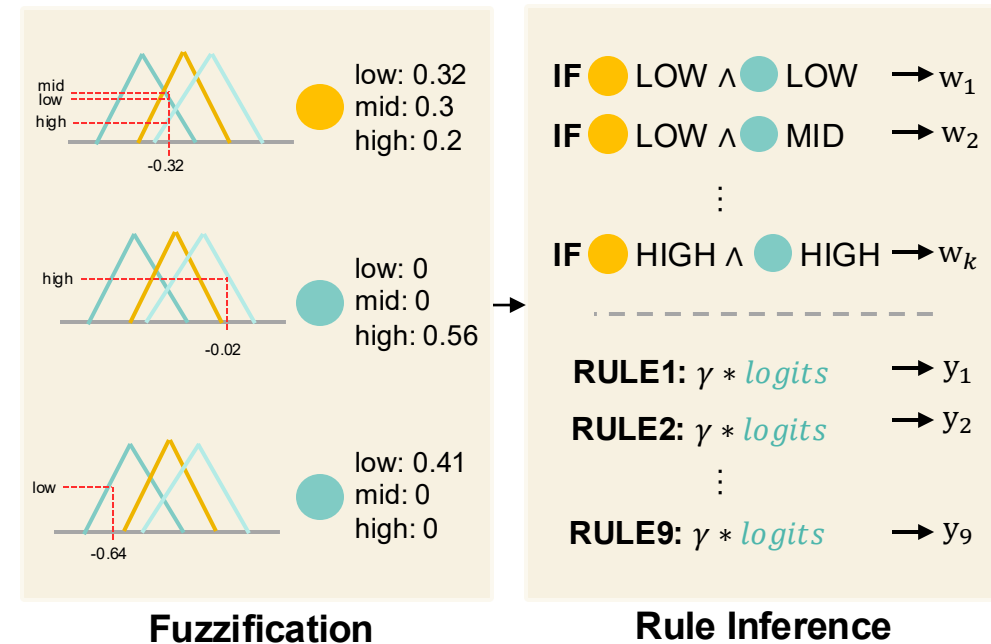 mid
low
high
-0.32
low: 0.32
mid: 0.3
high: 0.2
high
-0.02
low: 0
mid: 0
high: 0.56
low
-0.64
low: 0.41
mid: 0
high: 0
Fuzzification
IF LOW ∧ LOW → w₁
IF LOW ∧ MID → w₂
⋮
IF HIGH ∧ HIGH → wₖ
RULE1: γ * logits → y₁
RULE2: γ * logits → y₂
⋮
RULE9: γ * logits → y₉
Rule Inference